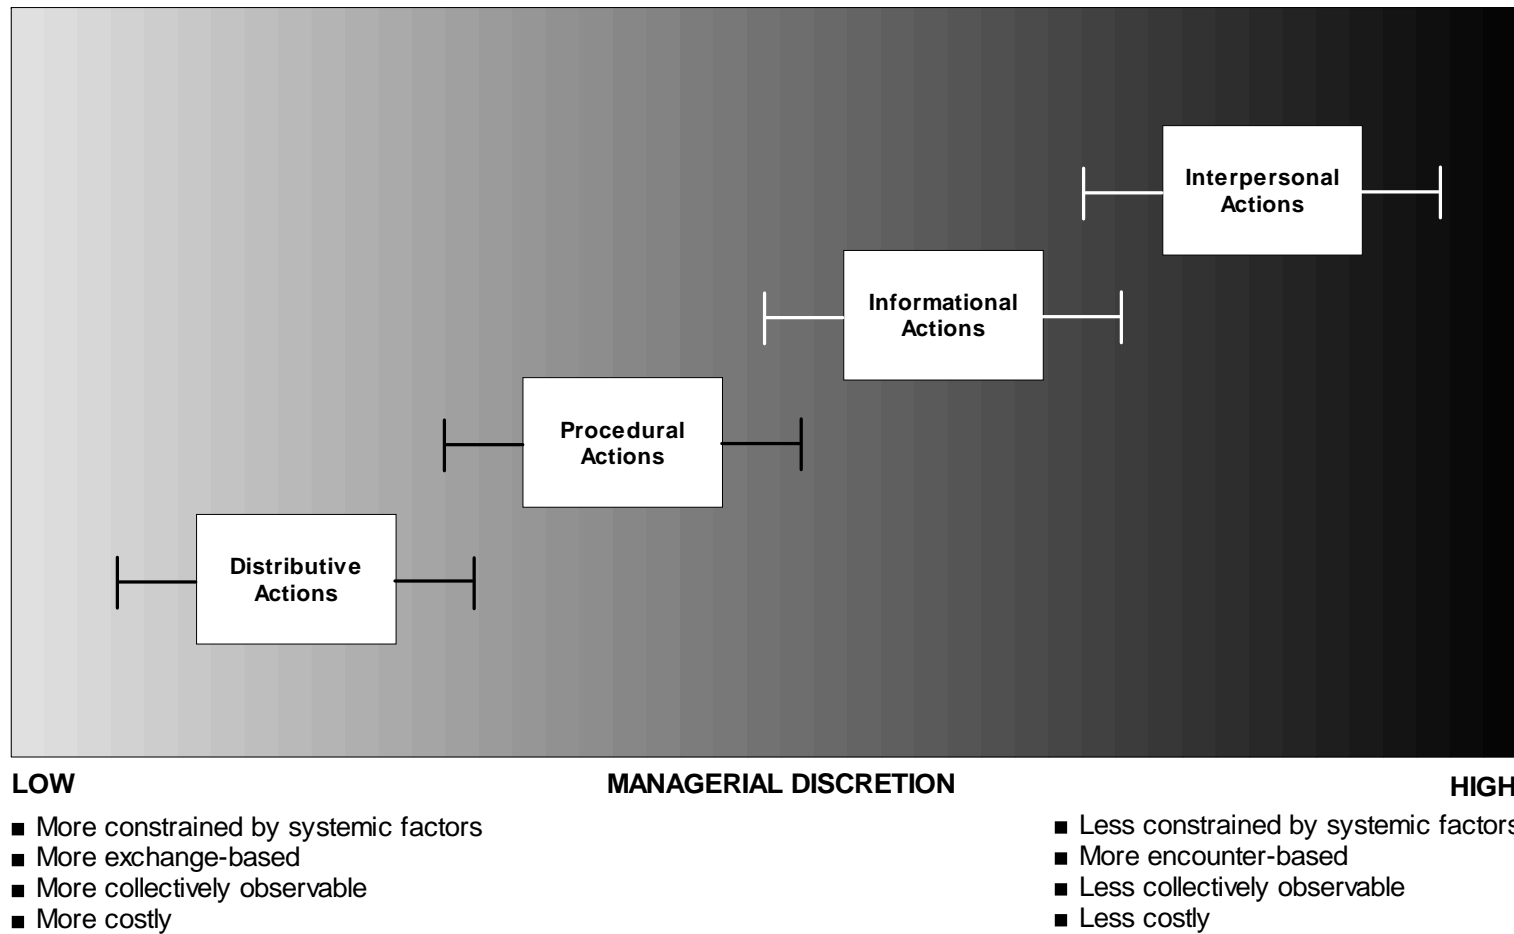 Interpersonal
Actions
Informational
Actions
Procedural
Actions
Distributive
Actions
LOW
MANAGERIAL DISCRETION
HIGH
■ More constrained by systemic factors
■ More exchange-based
■ More collectively observable
■ More costly
■ Less constrained by systemic factors
■ More encounter-based
■ Less collectively observable
■ Less costly